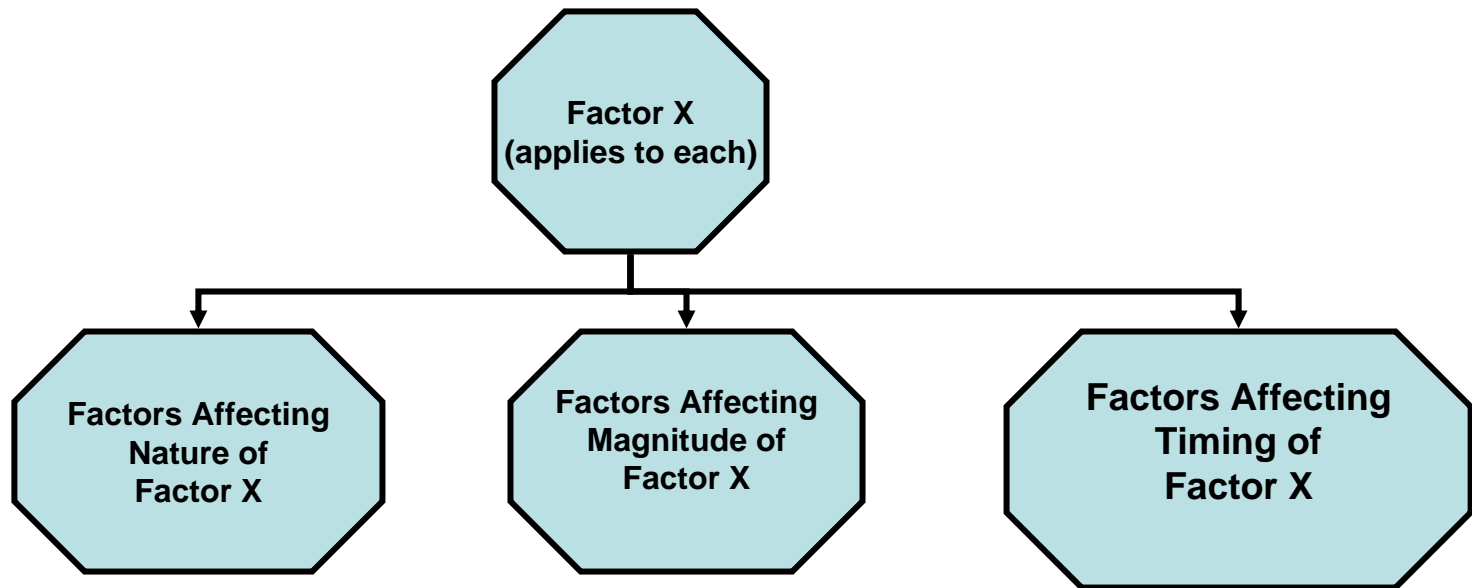 Factor X
(applies to each)
Factors Affecting
Nature of
Factor X
Factors Affecting
Magnitude of
Factor X
Factors Affecting
Timing of
Factor X